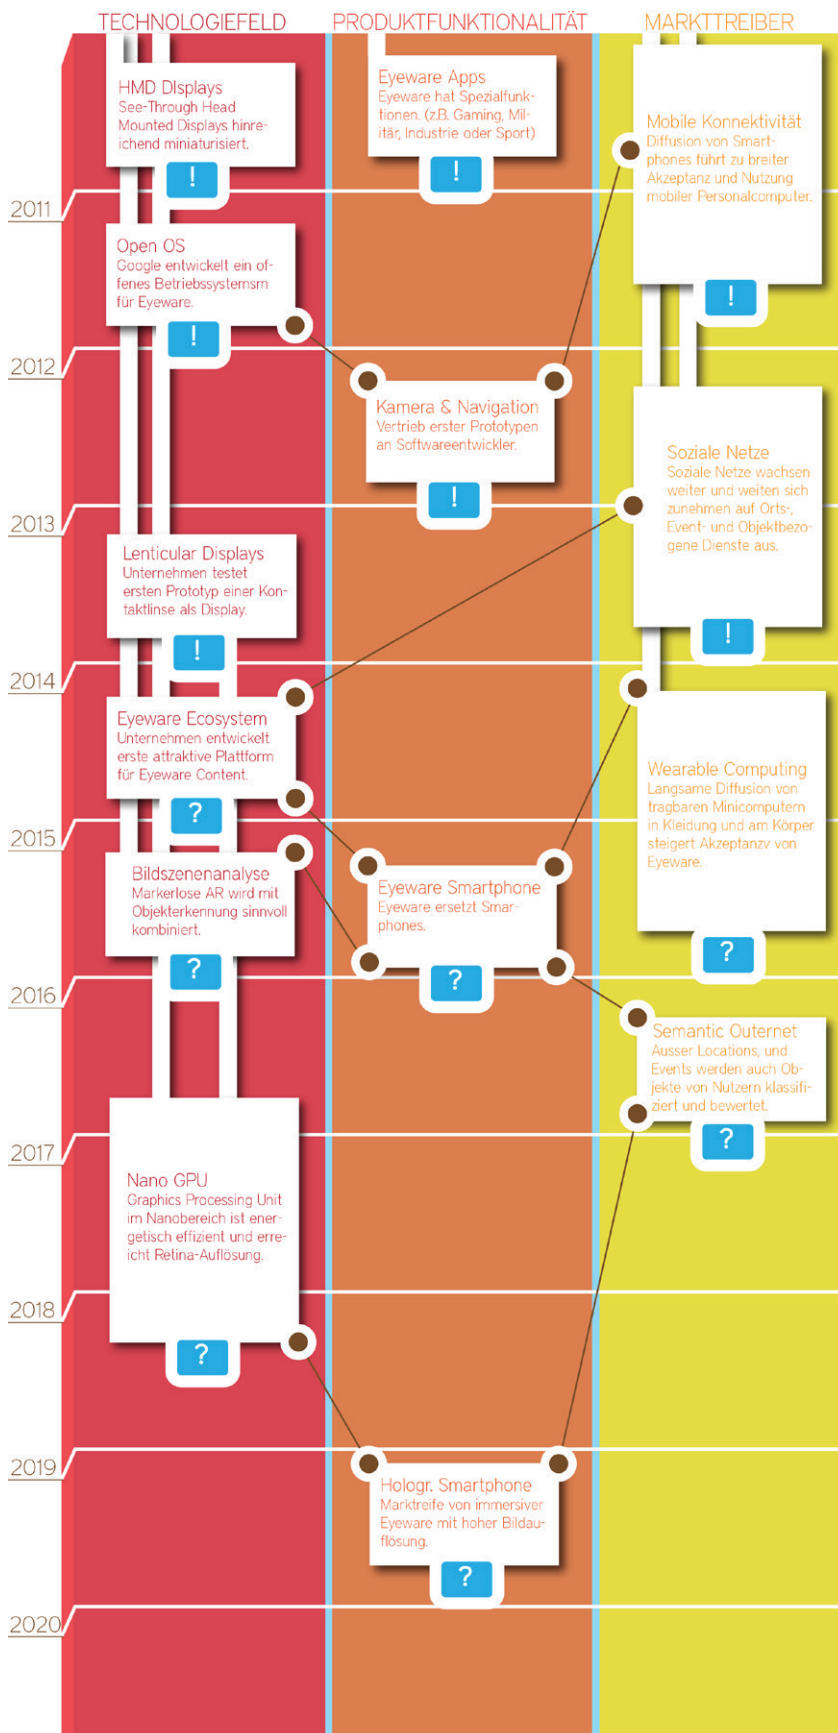 TECHNOLOGIEFELD
PRODUKTFUNKTIONALITÄT
MARKTTREIBER
HMD DIsplays
See-Through Head
Mounted Displays hinre-
ichend miniaturisiert.
!
Eyeware Apps
Eyeware hat Spezialfunk-
tionen. (z.B. Gaming, Mil-
itär, Industrie oder Sport)
!
Mobile Konnektivität
Diffusion von Smart-
phones führt zu breiter
Akzeptanz und Nutzung
mobiler Personalcomputer.
!
2011
Open OS
Google entwickelt ein of-
fenes Betriebssystemsm
für Eyeware.
!
2012
Kamera & Navigation
Vertrieb erster Prototypen
an Softwareentwickler.
!
Soziale Netze
Soziale Netze wachsen
weiter und weiten sich
zunehmen auf Orts-,
Event- und Objektbezo-
gene Dienste aus.
!
2013
Lenticular Displays
Unternehmen testet
ersten Prototyp einer Kon-
taktlinse als Display.
!
2014
Eyeware Ecosystem
Unternehmen entwickelt
erste attraktive Plattform
für Eyeware Content.
?
Wearable Computing
Langsame Diffusion von
tragbaren Minicomputern
in Kleidung und am Körper
steigert Akzeptanzv von
Eyeware.
?
2015
Bildszenenanalyse
Markerlose AR wird mit
Objekterkennung sinnvoll
kombiniert.
?
Eyeware Smartphone
Eyeware ersetzt Smar-
phones.
?
2016
Semantic Outernet
Ausser Locations, und
Events werden auch Ob-
jekte von Nutzern klassifi-
ziert und bewertet.
?
2017
Nano GPU
Graphics Processing Unit
im Nanobereich ist ener-
getisch effizient und erre-
icht Retina-Auflösung.
?
2018
2019
Hologr. Smartphone
Marktreife von immersiver
Eyeware mit hoher Bildau-
flösung.
?
2020